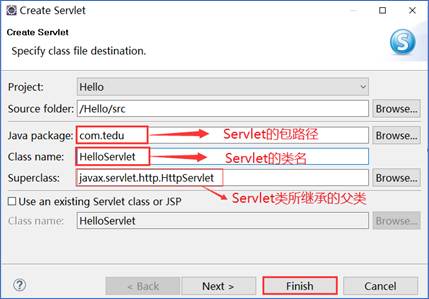 Create Servlet
Create Servlet
Specify class file destination.
S
Project: Hello
Source folder: /Hello/src Browse...
Java package: com.tedu Servlet的包路径 Browse...
Class name: HelloServlet Servlet的类名
Superclass: javax.servlet.http.HttpServlet Browse...
Servlet类所继承的父类
Use an existing Servlet class or JSP
Class name: HelloServlet Browse...
? < Back Next > Finish Cancel